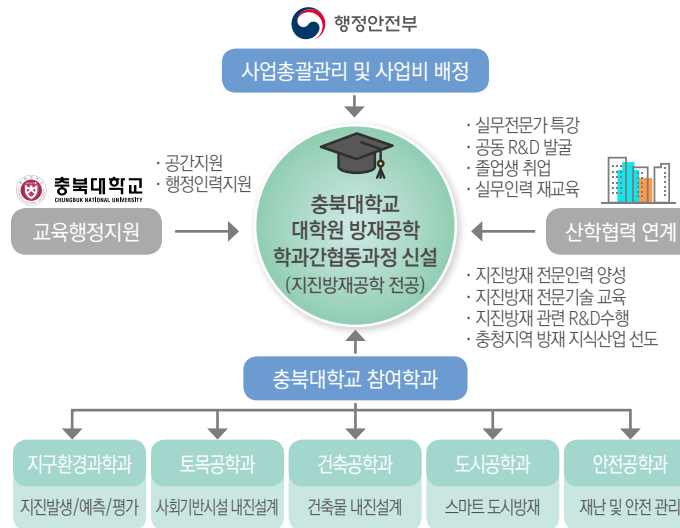 행정안전부
사업총괄관리 및 사업비 배정
· 공간지원
· 행정인력지원
충북대학교
CHUNGBUK NATIONAL UNIVERSITY
교육행정지원
충북대학교
대학원 방재공학
학과간협동과정 신설
(지진방재공학 전공)
· 실무전문가 특강
· 공동 R&D 발굴
· 졸업생 취업
· 실무인력 재교육
산학협력 연계
· 지진방재 전문인력 양성
· 지진방재 전문기술 교육
· 지진방재 관련 R&D수행
· 충청지역 방재 지식산업 선도
충북대학교 참여학과
지구환경과학과
지진발생/예측/평가
토목공학과
사회기반시설 내진설계
건축공학과
건축물 내진설계
도시공학과
스마트 도시방재
안전공학과
재난 및 안전 관리